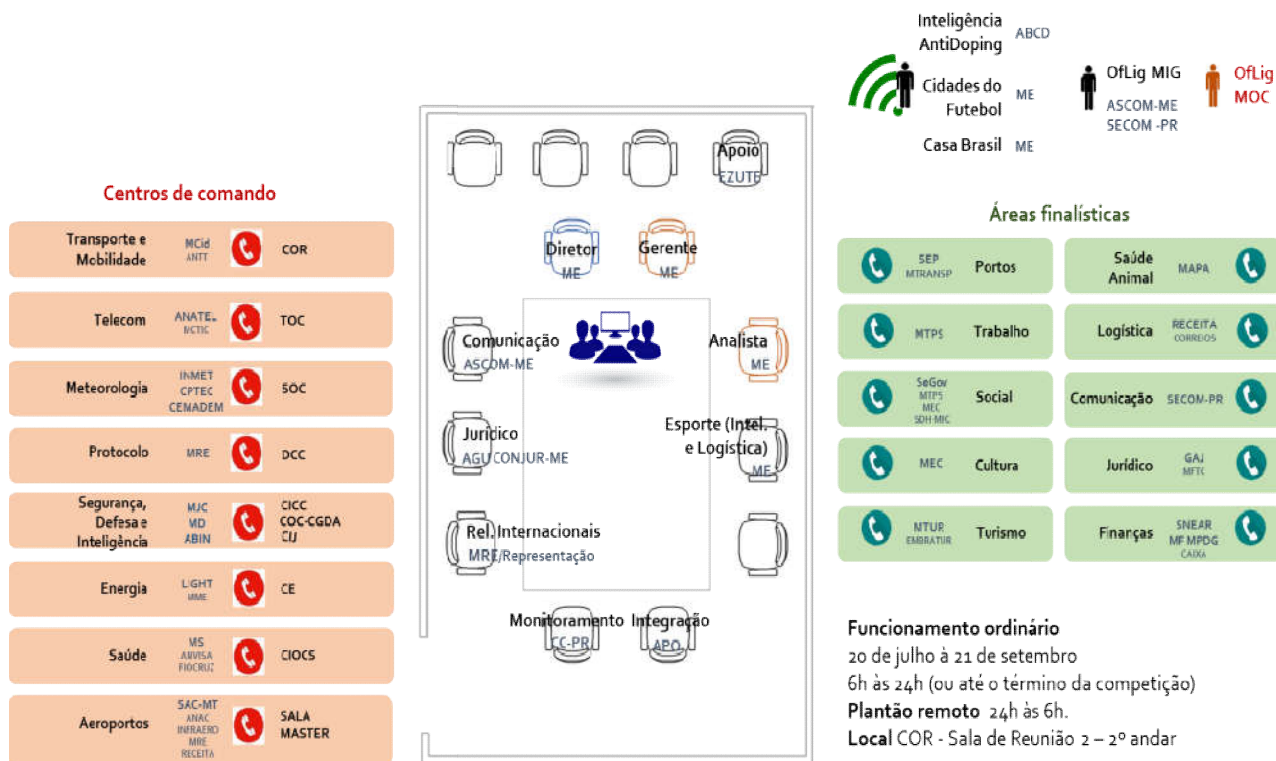 Inteligência
AntiDoping
ABCD
Cidades do
Futebol
ME
Casa Brasil
ME
OfLig MIG
ASCOM-ME
SECOM -PR
OfLig
MOC
Centros de comando
Transporte e
Mobilidade
MCid
ANTT
COR
Telecom
ANATEL
MCTIC
TOC
Meteorologia
INMET
CPTEC
CEMADEM
SOC
Protocolo
MRE
DCC
Segurança,
Defesa e
Inteligência
MJC
MD
ABIN
CICC
COC-CGDA
CIJ
Energia
LIGHT
MME
CE
Saúde
MS
ANVISA
FIOCRUZ
CIOCS
Aeroportos
SAC-MT
ANAC
INFRAERO
MRE
RECEITA
SALA
MASTER
Apoio
EZUTE
Diretor
ME
Gerente
ME
Comunicação
ASCOM-ME
Analista
ME
Jurídico
AGU CONJUR-ME
Esporte (Intel.
e Logística)
ME
Rel. Internacionais
MRE/Representação
Monitoramento
CC-PR
Integração
APO
Áreas finalísticas
SEP
MTRANSP
Portos
Saúde
Animal
MAPA
MTPS
Trabalho
Logística
RECEITA
CORREIOS
SeGov
MTPS
MEC
SDH-MJC
Social
Comunicação
SECOM-PR
MEC
Cultura
Jurídico
GAJ
MFTC
MTUR
EMBRATUR
Turismo
Finanças
SNEAR
MF MPDG
CAIXA
Funcionamento ordinário
20 de julho à 21 de setembro
6h às 24h (ou até o término da competição)
Plantão remoto 24h às 6h.
Local COR - Sala de Reunião 2 – 2º andar